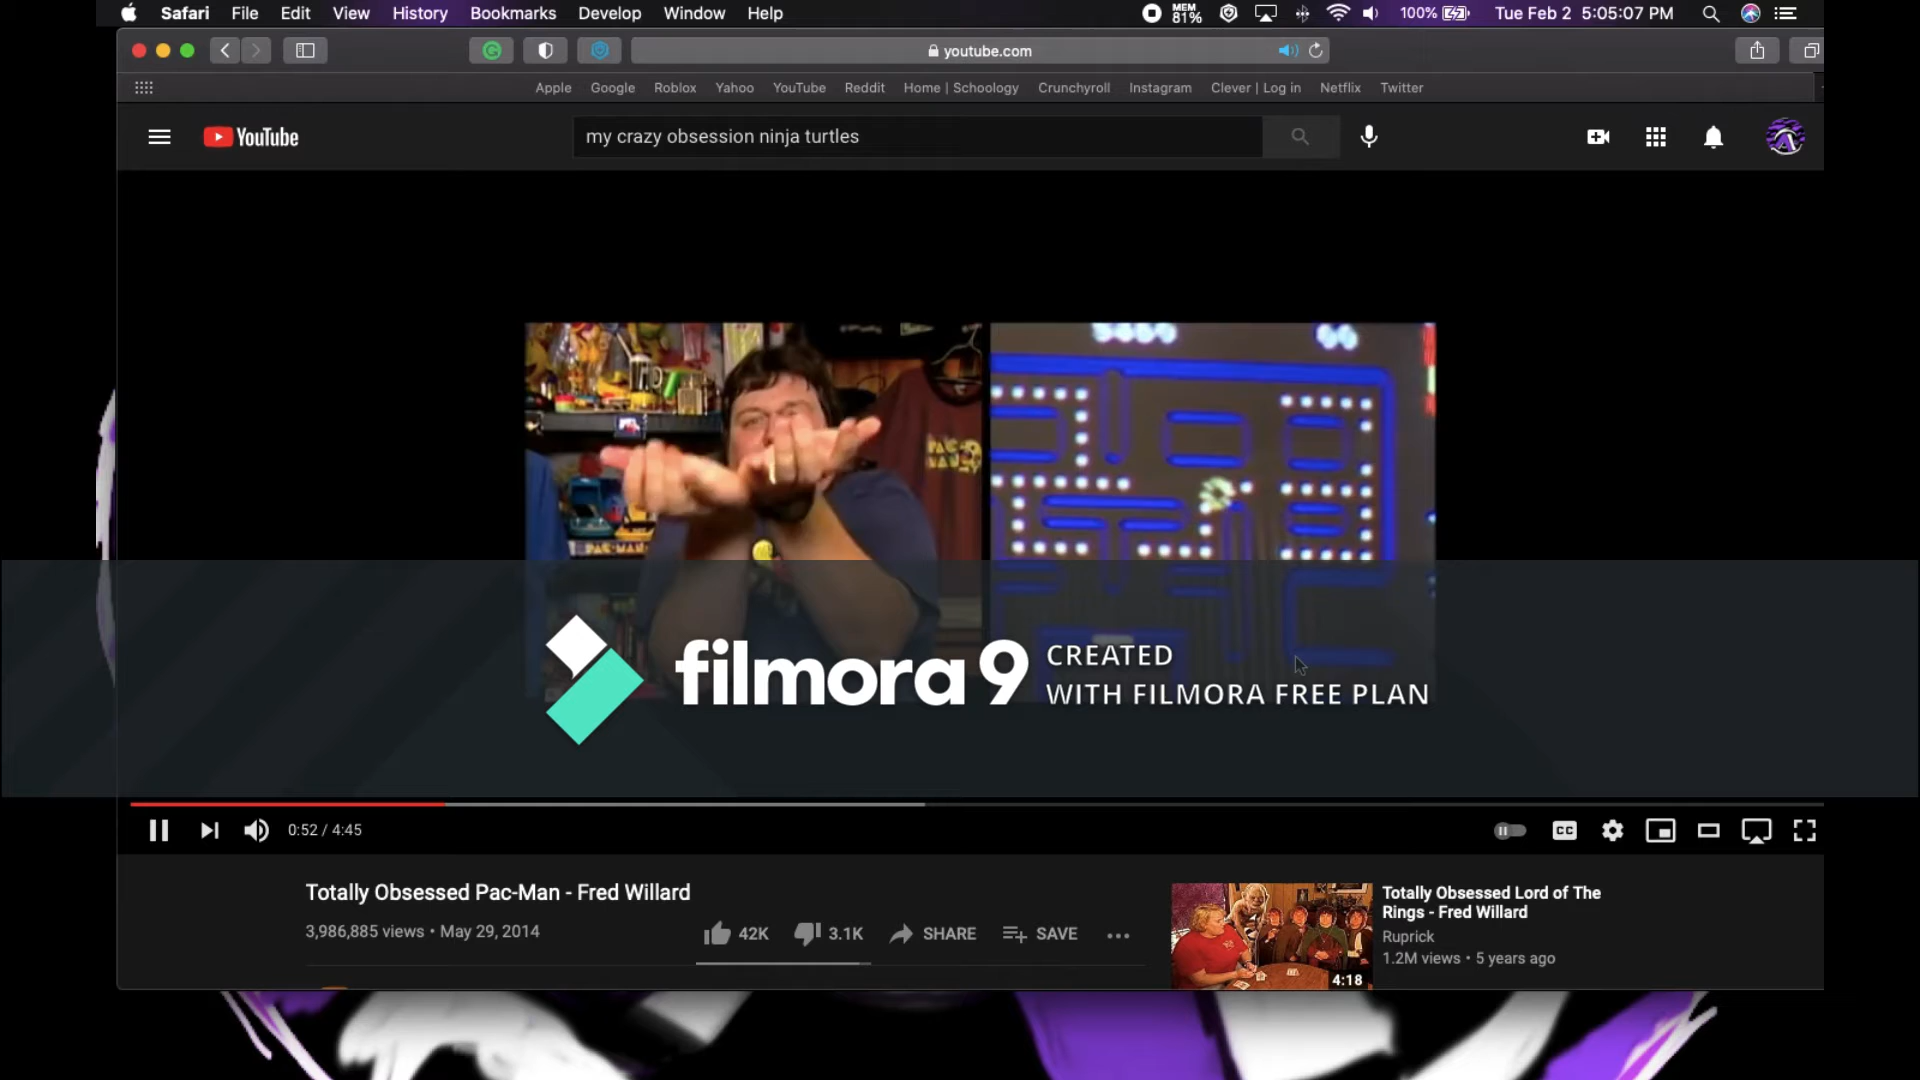 Safari File Edit View History Bookmarks Develop Window Help MEM 81% 100% Tue Feb 2 5:05:07 PM
youtube.com
Apple Google Roblox Yahoo YouTube Reddit Home | Schoology Crunchyroll Instagram Clever | Log in Netflix Twitter
YouTube
my crazy obsession ninja turtles
66
PAC-MAN
filmora 9
CREATED
WITH FILMORA FREE PLAN
0:52 / 4:45
CC
Totally Obsessed Pac-Man - Fred Willard
3,986,885 views • May 29, 2014
42K 3.1K SHARE SAVE
Totally Obsessed Lord of The
Rings - Fred Willard
Ruprick
1.2M views • 5 years ago
4:18